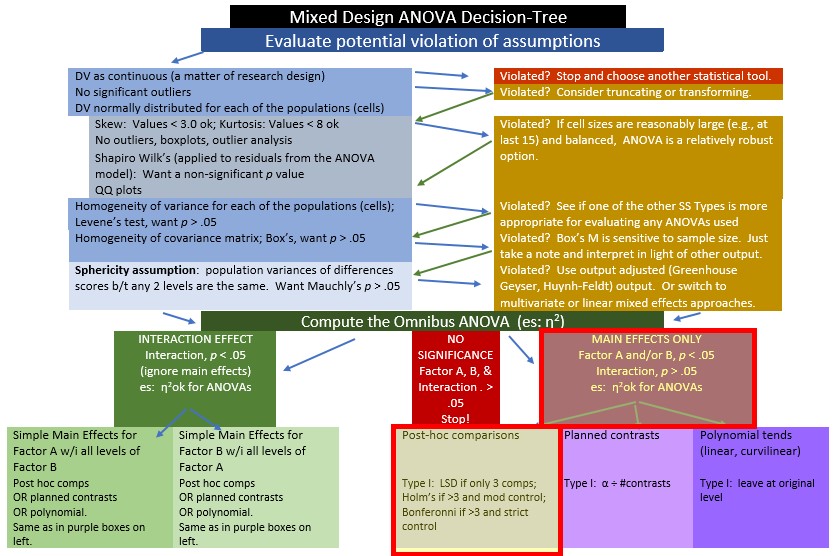 Mixed Design ANOVA Decision-Tree
Evaluate potential violation of assumptions
DV as continuous (a matter of research design)
No significant outliers
DV normally distributed for each of the populations (cells)
Skew:  Values < 3.0 ok; Kurtosis: Values < 8 ok
No outliers, boxplots, outlier analysis
Shapiro Wilk's (applied to residuals from the ANOVA
model):  Want a non-significant p value
QQ plots
Homogeneity of variance for each of the populations (cells);
Levene's test, want p > .05
Homogeneity of covariance matrix; Box's, want p > .05
Sphericity assumption:  population variances of differences
scores b/t any 2 levels are the same.  Want Mauchly's p > .05
Violated?  Stop and choose another statistical tool.
Violated?  Consider truncating or transforming.
Violated?  If cell sizes are reasonably large (e.g., at
last 15) and balanced,  ANOVA is a relatively robust
option.
Violated?  See if one of the other SS Types is more
appropriate for evaluating any ANOVAs used
Violated?  Box's M is sensitive to sample size.  Just
take a note and interpret in light of other output.
Violated?  Use output adjusted (Greenhouse
Geyser, Huynh-Feldt) output.  Or switch to
multivariate or linear mixed effects approaches.
Compute the Omnibus ANOVA  (es: η²)
INTERACTION EFFECT
Interaction, p < .05
(ignore main effects)
es:  η²ok for ANOVAs
NO
SIGNIFICANCE
Factor A, B, &
Interaction . >
.05
Stop!
MAIN EFFECTS ONLY
Factor A and/or B, p < .05
Interaction, p > .05
es:  η²ok for ANOVAs
Simple Main Effects for
Factor A w/i all levels of
Factor B
Post hoc comps
OR planned contrasts
OR polynomial.
Same as in purple boxes on
left.
Simple Main Effects for
Factor B w/i all levels of
Factor A
Post hoc comps
OR planned contrasts
OR polynomial.
Same as in purple boxes on
left.
Post-hoc comparisons
Type I:  LSD if only 3 comps;
Holm's if >3 and mod control;
Bonferonni if >3 and strict
control
Planned contrasts
Type I:  α ÷ #contrasts
Polynomial tends
(linear, curvilinear)
Type I:  leave at original
level